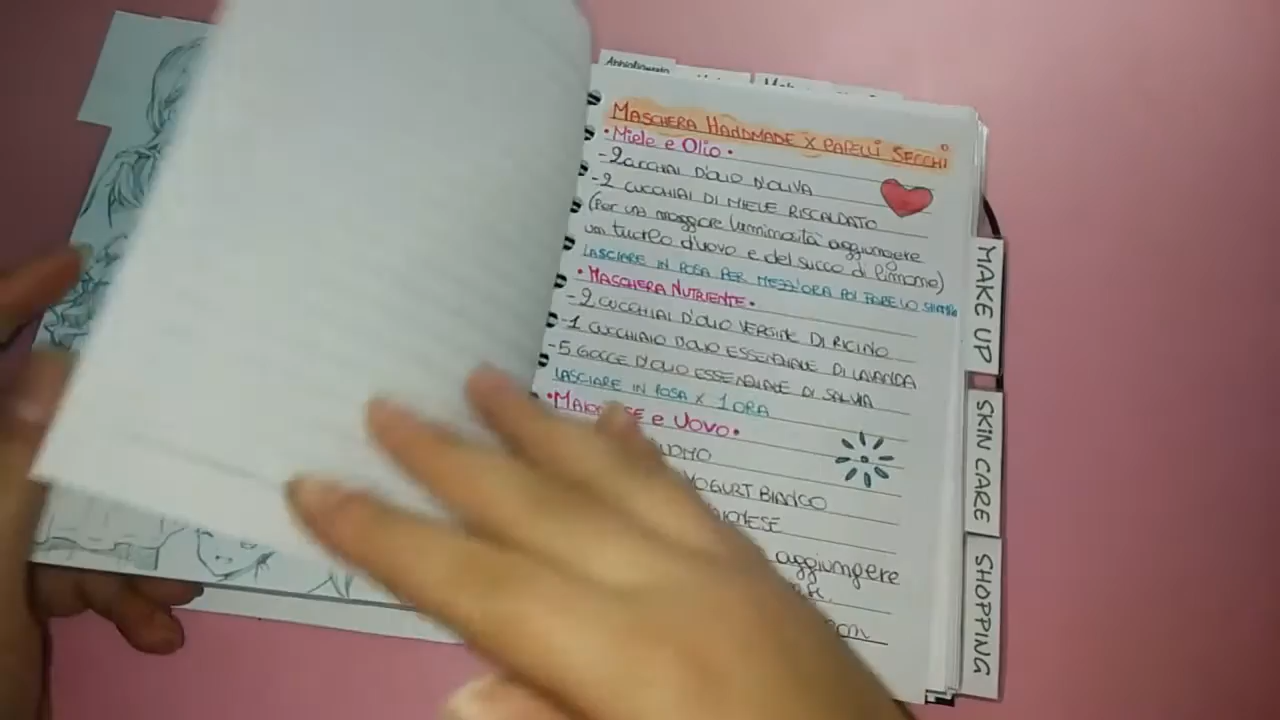 Abbigliamento
MASCHERA HANDMADE X CAPELLI SECCHI
•Miele e Olio•
-2 CUCCHIAI D'OLIO D'OLIVA
-2 CUCCHIAI DI MIELE RISCALDATO
(Per una maggiore luminosità aggiungere
un tuorlo d'uovo e del succo di limone)
LASCIARE IN POSA PER MEZZ'ORA POI FARE LO SHAMPOO
•MASCHERA NUTRIENTE•
-2 CUCCHIAI D'OLIO VERGINE DI RICINO
-1 CUCCHIAIO D'OLIO ESSENZIALE DI LAVANDA
-5 GOCCE D'OLIO ESSENZIALE DI SALVIA
LASCIARE IN POSA X 1 ORA
•MAIONESE e UOVO•
YOGURT BIANCO
aggiungere
MAKE UP
SKIN CARE
SHOPPING